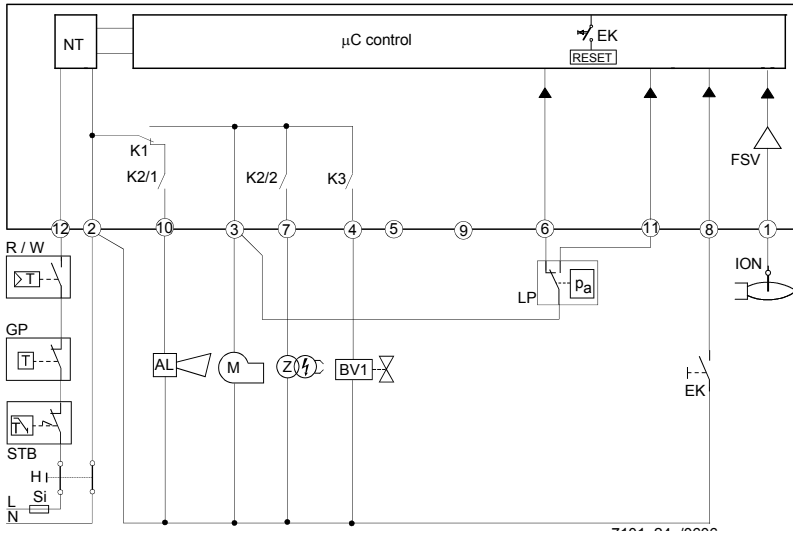 NT
µC control
EK
RESET
K1
K2/1
K2/2
K3
FSV
12
2
10
3
7
4
5
9
6
11
8
1
R / W
T
GP
T
STB
T
H
L
Si
N
AL
M
Z
BV1
LP
pa
EK
ION